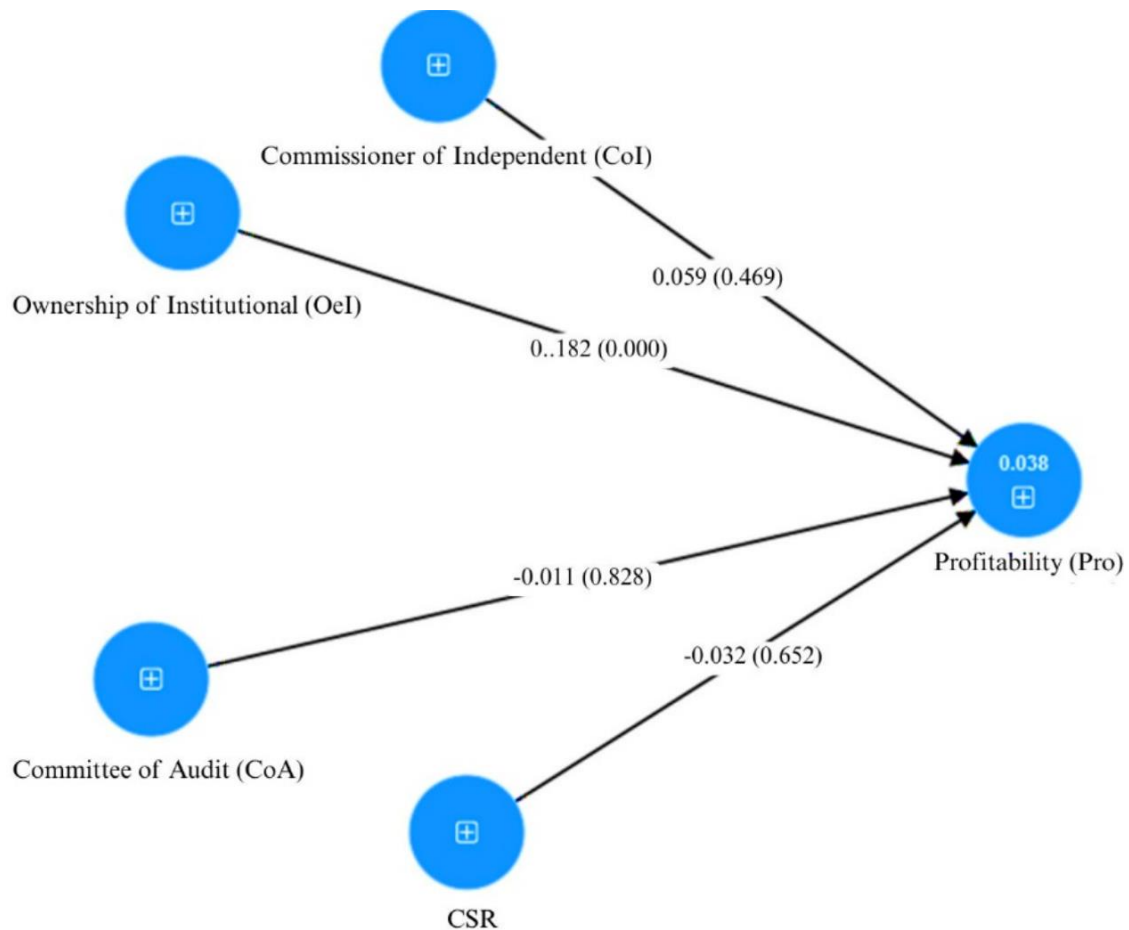 Commissioner of Independent (CoI)
Ownership of Institutional (OeI)
0.059 (0.469)
0..182 (0.000)
0.038
Profitability (Pro)
-0.011 (0.828)
-0.032 (0.652)
Committee of Audit (CoA)
CSR